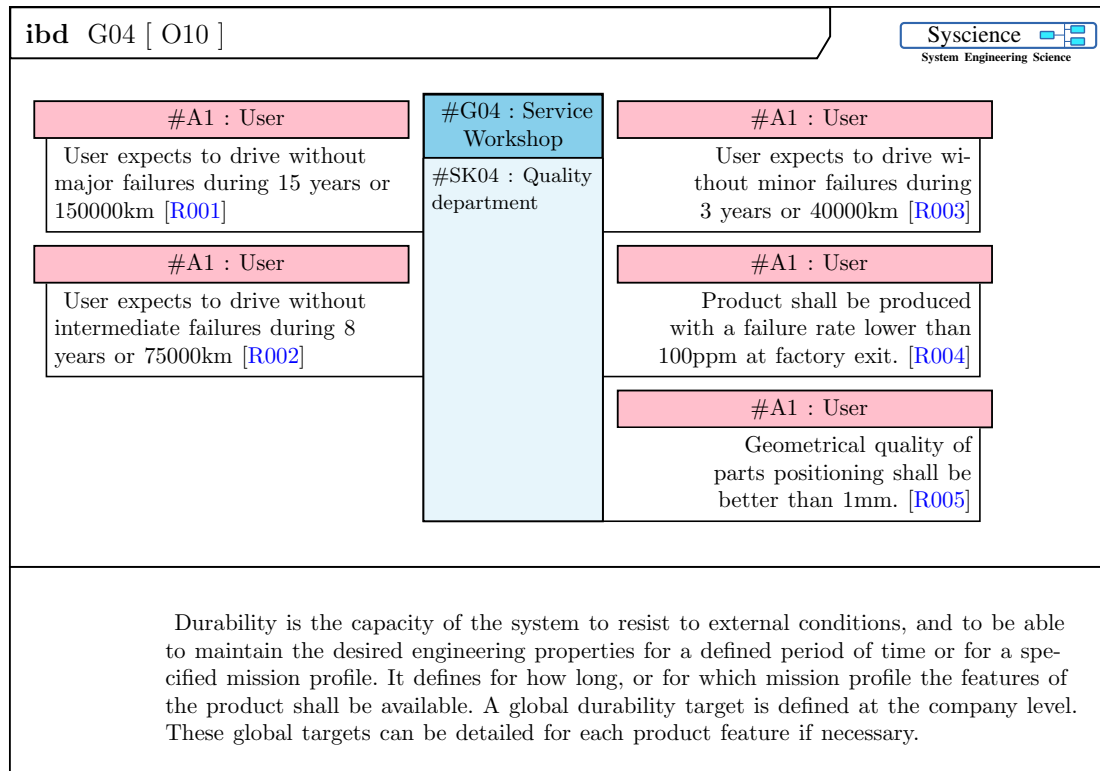 ibd G04 [ O10 ]
Syscience
System Engineering Science
#A1 : User
User expects to drive without
major failures during 15 years or
150000km [R001]
#A1 : User
User expects to drive without
intermediate failures during 8
years or 75000km [R002]
#G04 : Service
Workshop
#SK04 : Quality
department
#A1 : User
User expects to drive wi-
thout minor failures during
3 years or 40000km [R003]
#A1 : User
Product shall be produced
with a failure rate lower than
100ppm at factory exit. [R004]
#A1 : User
Geometrical quality of
parts positioning shall be
better than 1mm. [R005]
Durability is the capacity of the system to resist to external conditions, and to be able
to maintain the desired engineering properties for a defined period of time or for a spe-
cified mission profile. It defines for how long, or for which mission profile the features of
the product shall be available. A global durability target is defined at the company level.
These global targets can be detailed for each product feature if necessary.